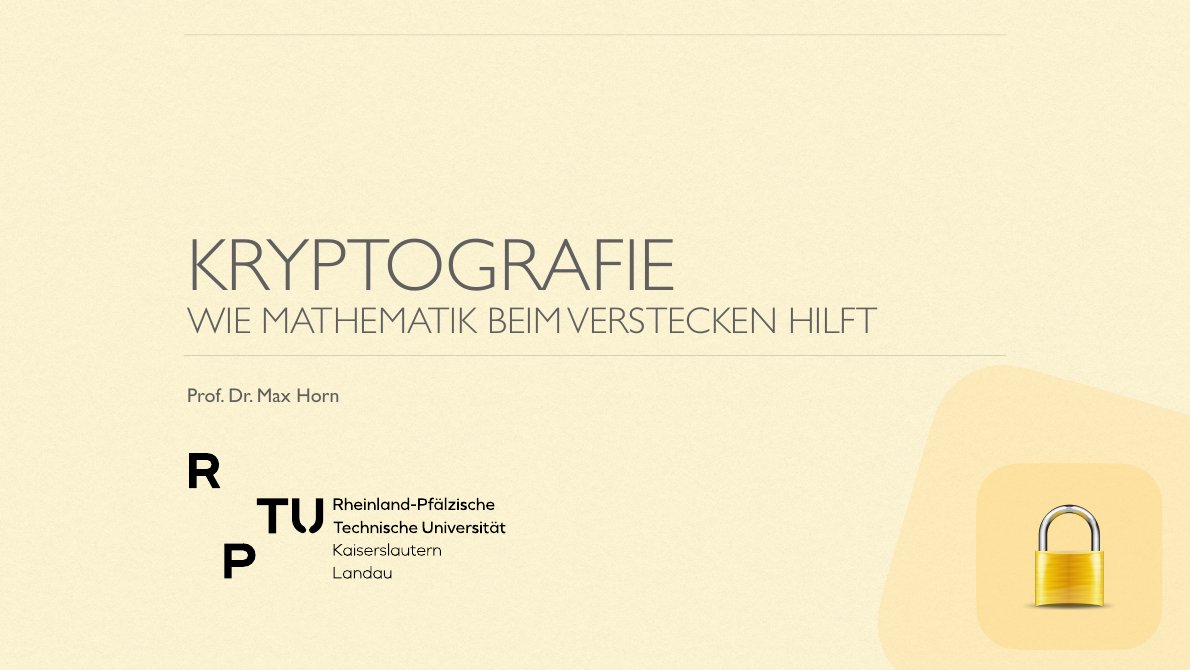 KRYPTOGRAFIE
WIE MATHEMATIK BEIM VERSTECKEN HILFT
Prof. Dr. Max Horn
R
TU
P
Rheinland-Pfälzische
Technische Universität
Kaiserslautern
Landau